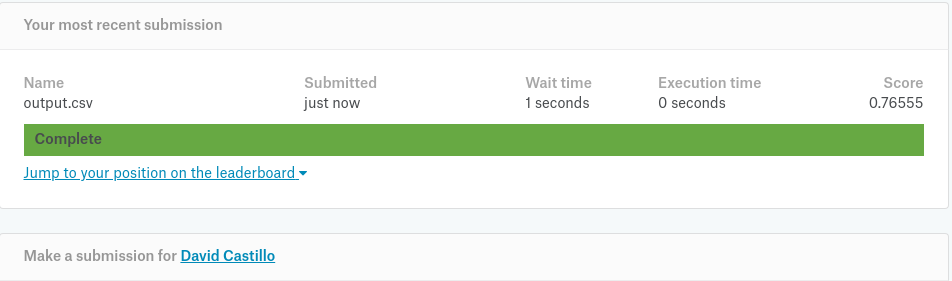 Your most recent submission
Name Submitted Wait time Execution time Score
output.csv just now 1 seconds 0 seconds 0.76555
Complete
Jump to your position on the leaderboard
Make a submission for David Castillo